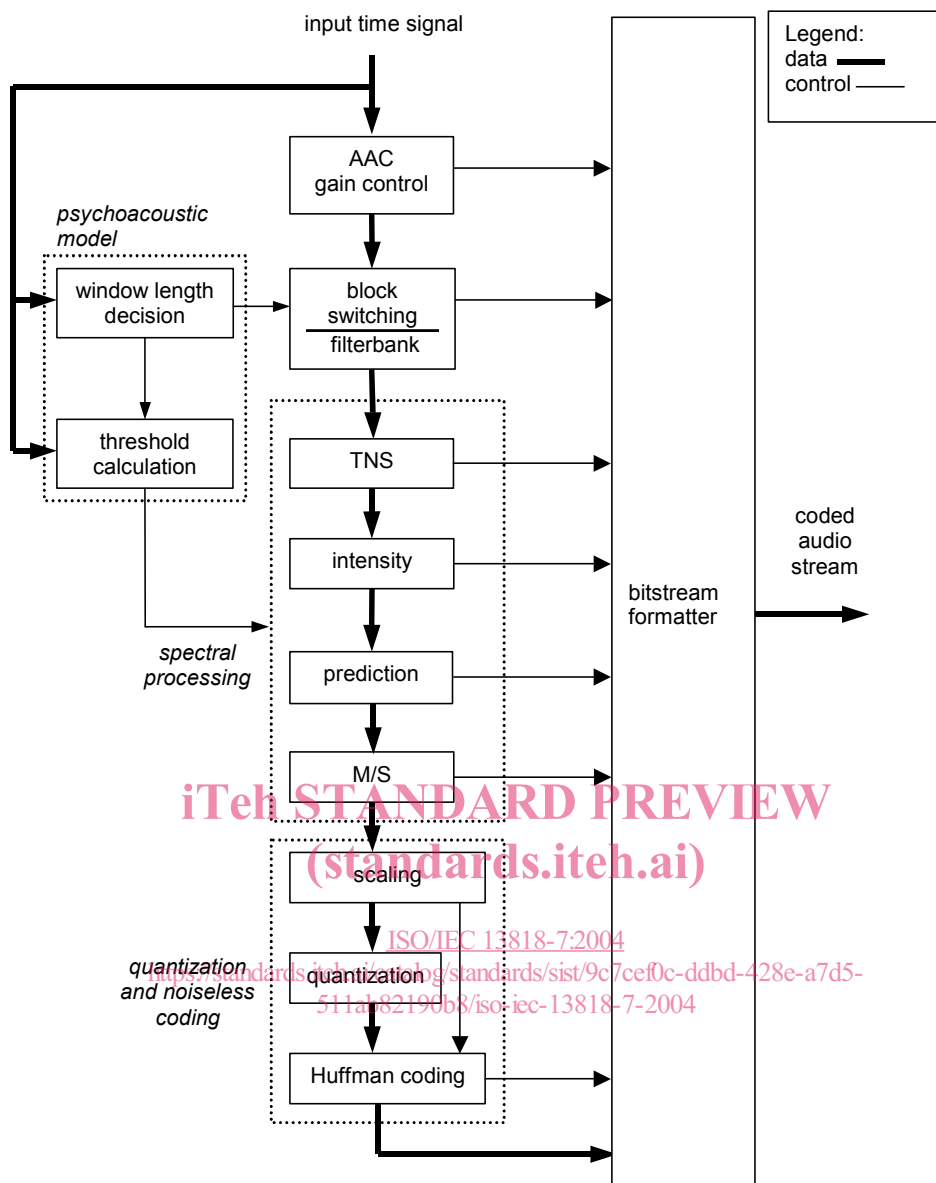 input time signal
Legend:
data
control
AAC
gain control
psychoacoustic
model
window length
decision
block
switching
filterbank
threshold
calculation
TNS
intensity
coded
audio
stream
bitstream
formatter
spectral
processing
prediction
M/S
iTeh STANDARD PREVIEW
(standards.iteh.ai)
scaling
ISO/IEC 13818-7:2004
quantization
and noiseless
coding
https://standards.iteh.ai/catalog/standards/sist/9c7cef0c-ddbd-428e-a7d5-
511ab82190b8/iso-iec-13818-7-2004
quantization
Huffman coding